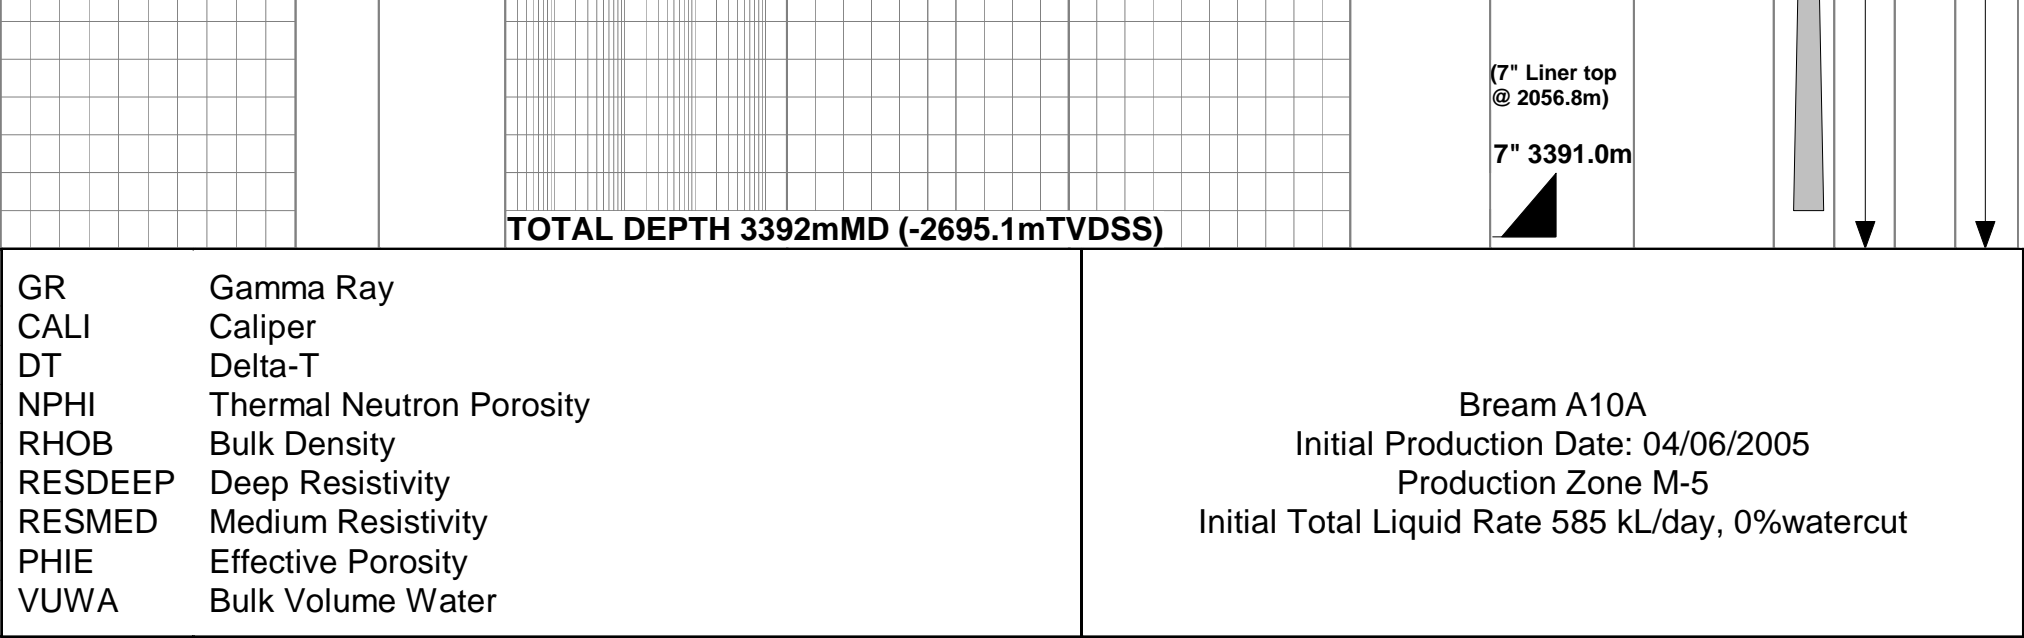 (7" Liner top
@ 2056.8m)
7" 3391.0m
TOTAL DEPTH 3392mMD (-2695.1mTVDSS)
GR Gamma Ray
CALI Caliper
DT Delta-T
NPHI Thermal Neutron Porosity
RHOB Bulk Density
RESDEEP Deep Resistivity
RESMED Medium Resistivity
PHIE Effective Porosity
VUWA Bulk Volume Water
Bream A10A
Initial Production Date: 04/06/2005
Production Zone M-5
Initial Total Liquid Rate 585 kL/day, 0%watercut